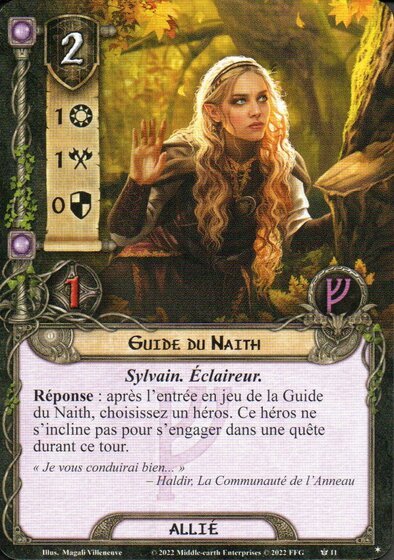 2
1
1
0
1
Guide du Naith
Sylvain. Éclaireur.
Réponse : après l'entrée en jeu de la Guide
du Naith, choisissez un héros. Ce héros ne
s'incline pas pour s'engager dans une quête
durant ce tour.
« Je vous conduirai bien... »
– Haldir, La Communauté de l'Anneau
Allié
Illus. Magali Villeneuve © 2022 Middle-earth Enterprises © 2022 FFG 11